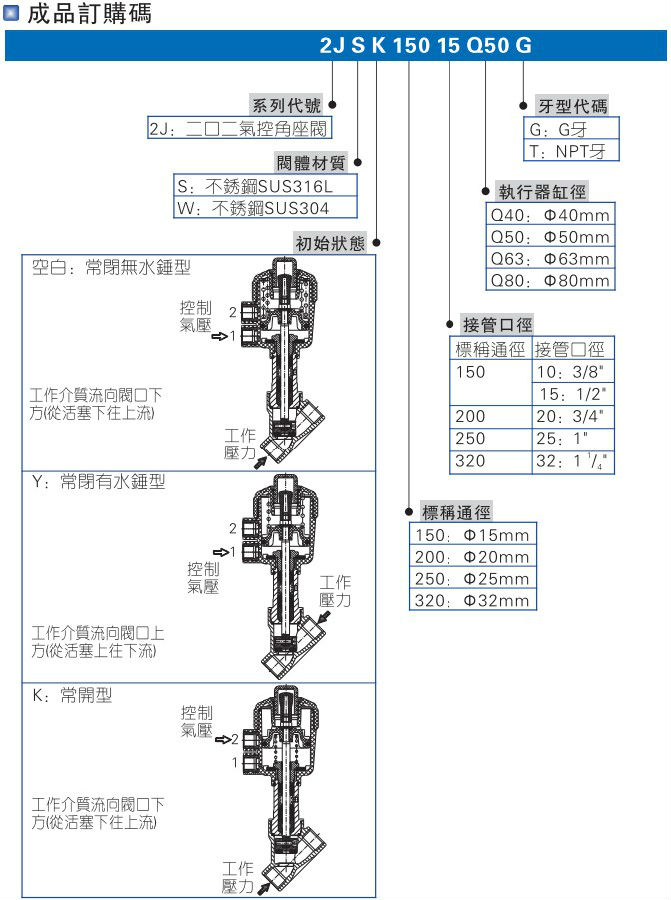 成品訂購碼
2J S K 150 15 Q50 G
系列代號
2J：二口二氣控角座閥
閥體材質
S：不銹鋼SUS316L
W：不銹鋼SUS304
初始狀態
空白：常閉無水錘型
控制
氣壓
2
1
工作介質流向閥口下
方(從活塞下往上流)
工作
壓力
Y：常閉有水錘型
2
1
控制
氣壓
工作
壓力
工作介質流向閥口上
方(從活塞上往下流)
K：常開型
控制
氣壓
2
1
工作介質流向閥口下
方(從活塞下往上流)
工作
壓力
牙型代碼
G：G牙
T：NPT牙
執行器缸徑
Q40：Φ40mm
Q50：Φ50mm
Q63：Φ63mm
Q80：Φ80mm
接管口徑
標稱通徑 接管口徑
150 10：3/8"
15：1/2"
200 20：3/4"
250 25：1"
320 32：1 1/4"
標稱通徑
150：Φ15mm
200：Φ20mm
250：Φ25mm
320：Φ32mm